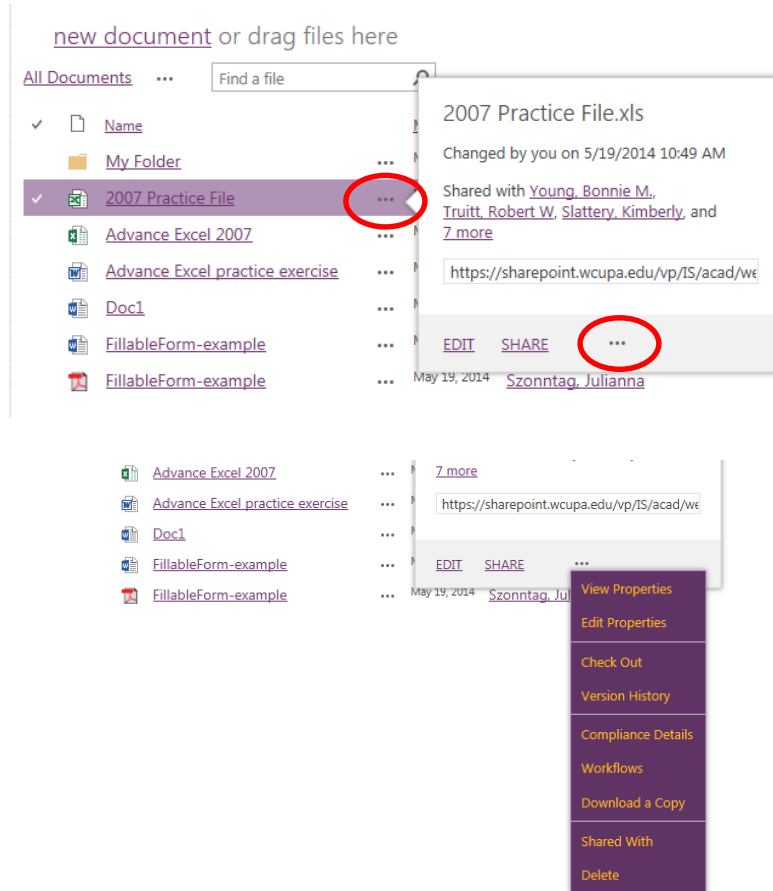 new document or drag files here
All Documents ••• Find a file
Name
My Folder •••
2007 Practice File •••
Advance Excel 2007 •••
Advance Excel practice exercise •••
Doc1 •••
FillableForm-example •••
FillableForm-example ••• May 19, 2014 Szonntag, Julianna
2007 Practice File.xls
Changed by you on 5/19/2014 10:49 AM
Shared with Young, Bonnie M.,
Truitt, Robert W, Slattery, Kimberly, and
7 more
https://sharepoint.wcupa.edu/vp/IS/acad/we
EDIT SHARE •••
Advance Excel 2007 •••
Advance Excel practice exercise •••
Doc1 •••
FillableForm-example •••
FillableForm-example ••• May 19, 2014 Szonntag, Jul
7 more
https://sharepoint.wcupa.edu/vp/IS/acad/we
EDIT SHARE •••
View Properties
Edit Properties
Check Out
Version History
Compliance Details
Workflows
Download a Copy
Shared With
Delete